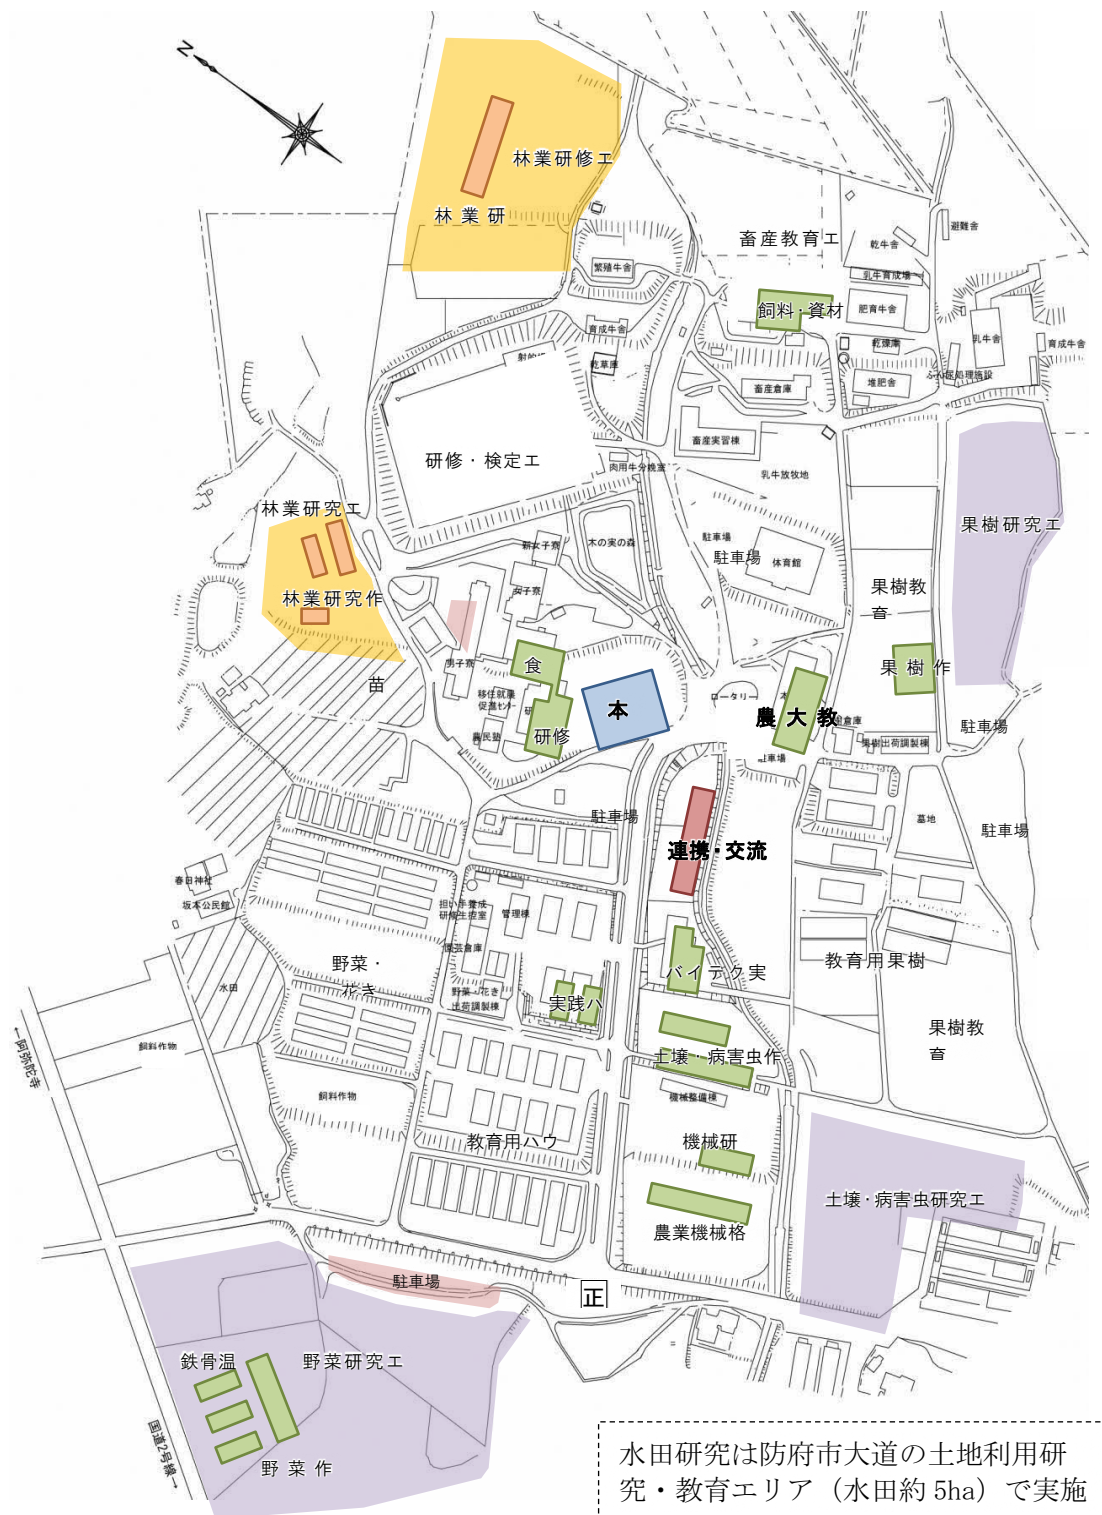 N
林業研修エ
林業研
畜産教育エ
避難舎
乾牛舎
乳牛育成場
繁殖牛舎
飼料・資材
肥育牛舎
育成牛舎
乾燥庫
乳牛舎
育成牛舎
乾草庫
ふん尿処理施設
堆肥舎
畜産倉庫
畜産実習棟
研修・検定エ
肉用牛分娩室
乳牛放牧地
林業研究エ
果樹研究エ
駐車場
駐車場
新女子寮
木の実の森
体育館
林業研究作
女子寮
果樹教
育
男子寮
食
果樹作
苗
移住就農
促進センター
本
ロータリー
農大教
研修
農民塾
果樹出荷調製棟
駐車場
駐車場
駐車場
墓地
駐車場
連携・交流
春日神社
坂本公民館
担い手養成
研修生控室
管理棟
園芸倉庫
野菜・
花き
バイテク実
教育用果樹
水田
野菜・花き
出荷調製棟
実践ハ
果樹教
育
←阿弥陀寺
飼料作物
土壌・病害虫作
飼料作物
機械整備棟
教育用ハウ
機械研
土壌・病害虫研究エ
農業機械格
駐車場
正
鉄骨温
野菜研究エ
国道2号線→
野菜作
水田研究は防府市大道の土地利用研
究・教育エリア（水田約 5ha）で実施